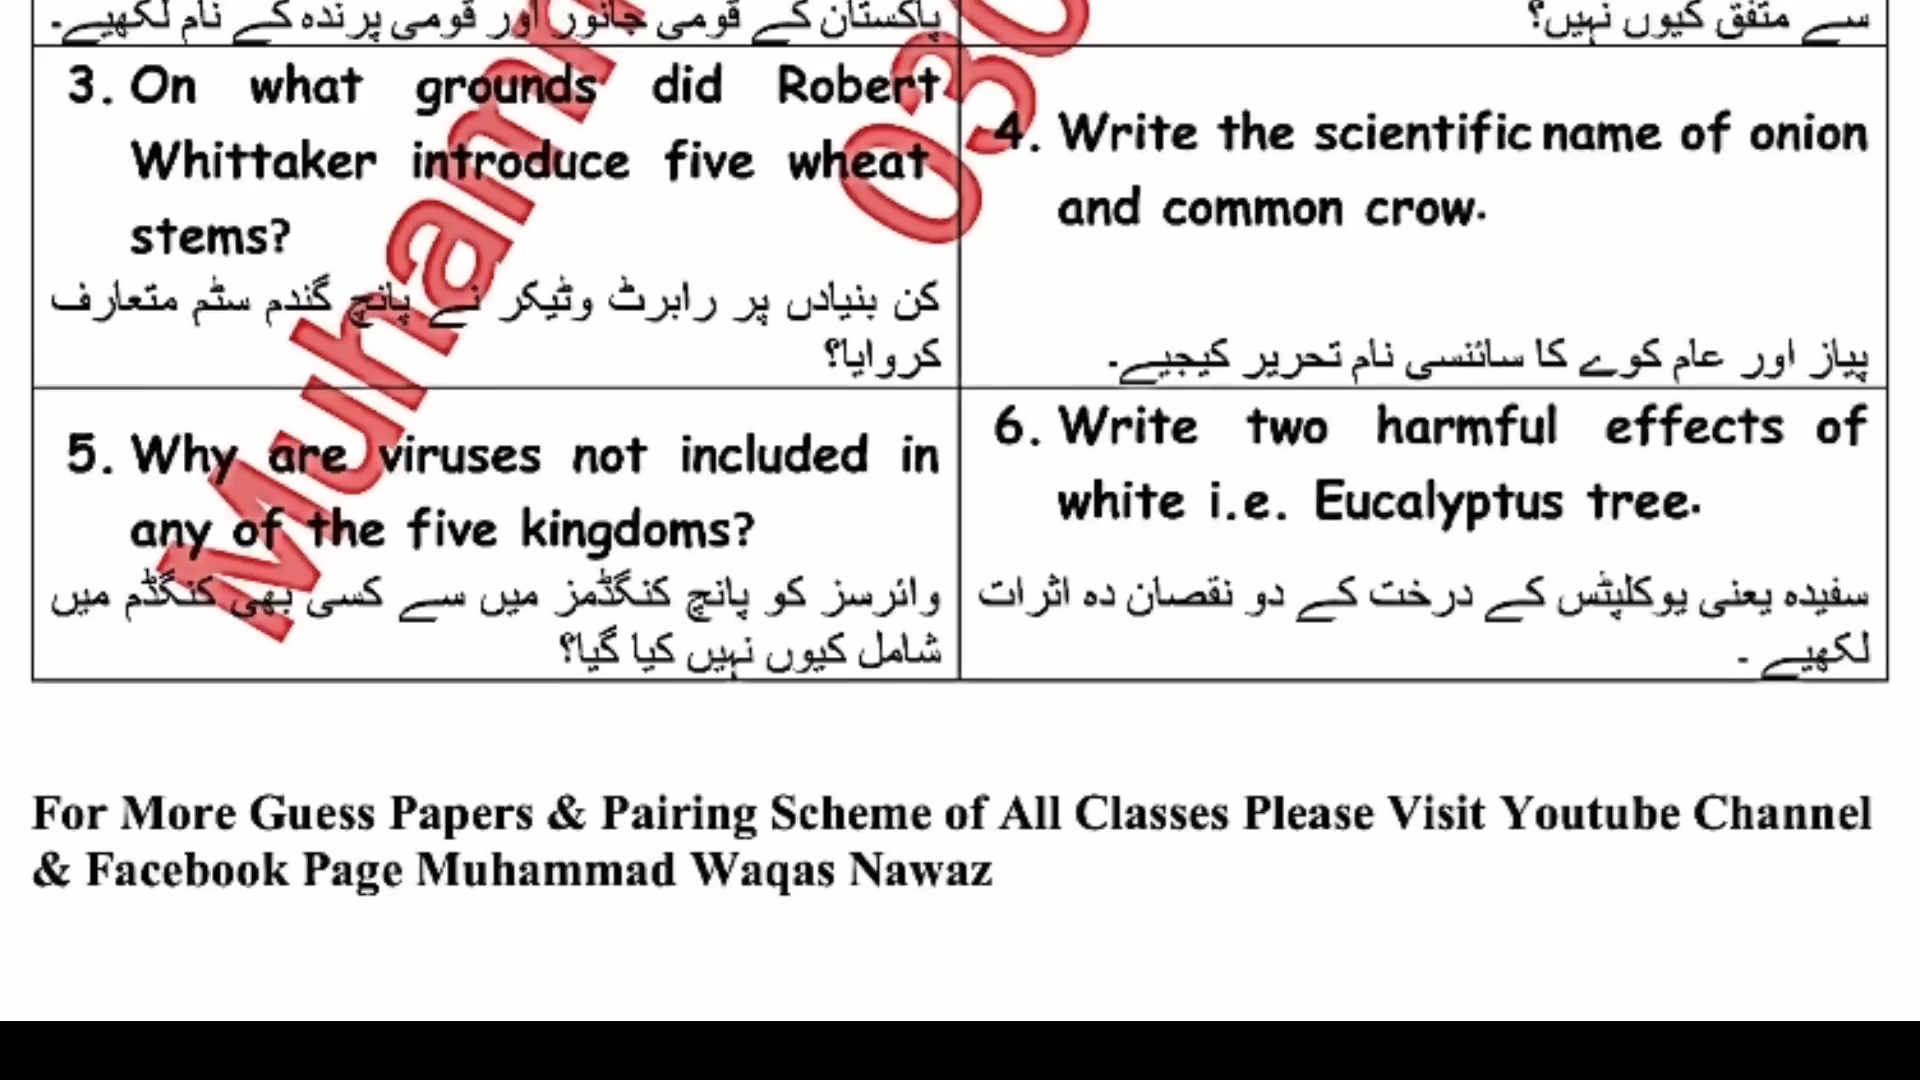 پاکستان کے قومی جانور اور قومی پرندہ کے نام لکھیے۔
سے متفق کیوں نہیں؟
3. On what grounds did Robert
Whittaker introduce five wheat
stems?
کن بنیادں پر رابرٹ وٹیکر نے پانچ گندم سٹم متعارف
کروایا؟
4. Write the scientific name of onion
and common crow.
پیاز اور عام کوے کا سائنسی نام تحریر کیجیے۔
5. Why are viruses not included in
any of the five kingdoms?
وائرسز کو پانچ کنگڈمز میں سے کسی بھی کنگڈم میں
شامل کیوں نہیں کیا گیا؟
6. Write two harmful effects of
white i.e. Eucalyptus tree.
سفیدہ یعنی یوکلپٹس کے درخت کے دو نقصان دہ اثرات
لکھیے ۔
Muhamm
030
For More Guess Papers & Pairing Scheme of All Classes Please Visit Youtube Channel
& Facebook Page Muhammad Waqas Nawaz